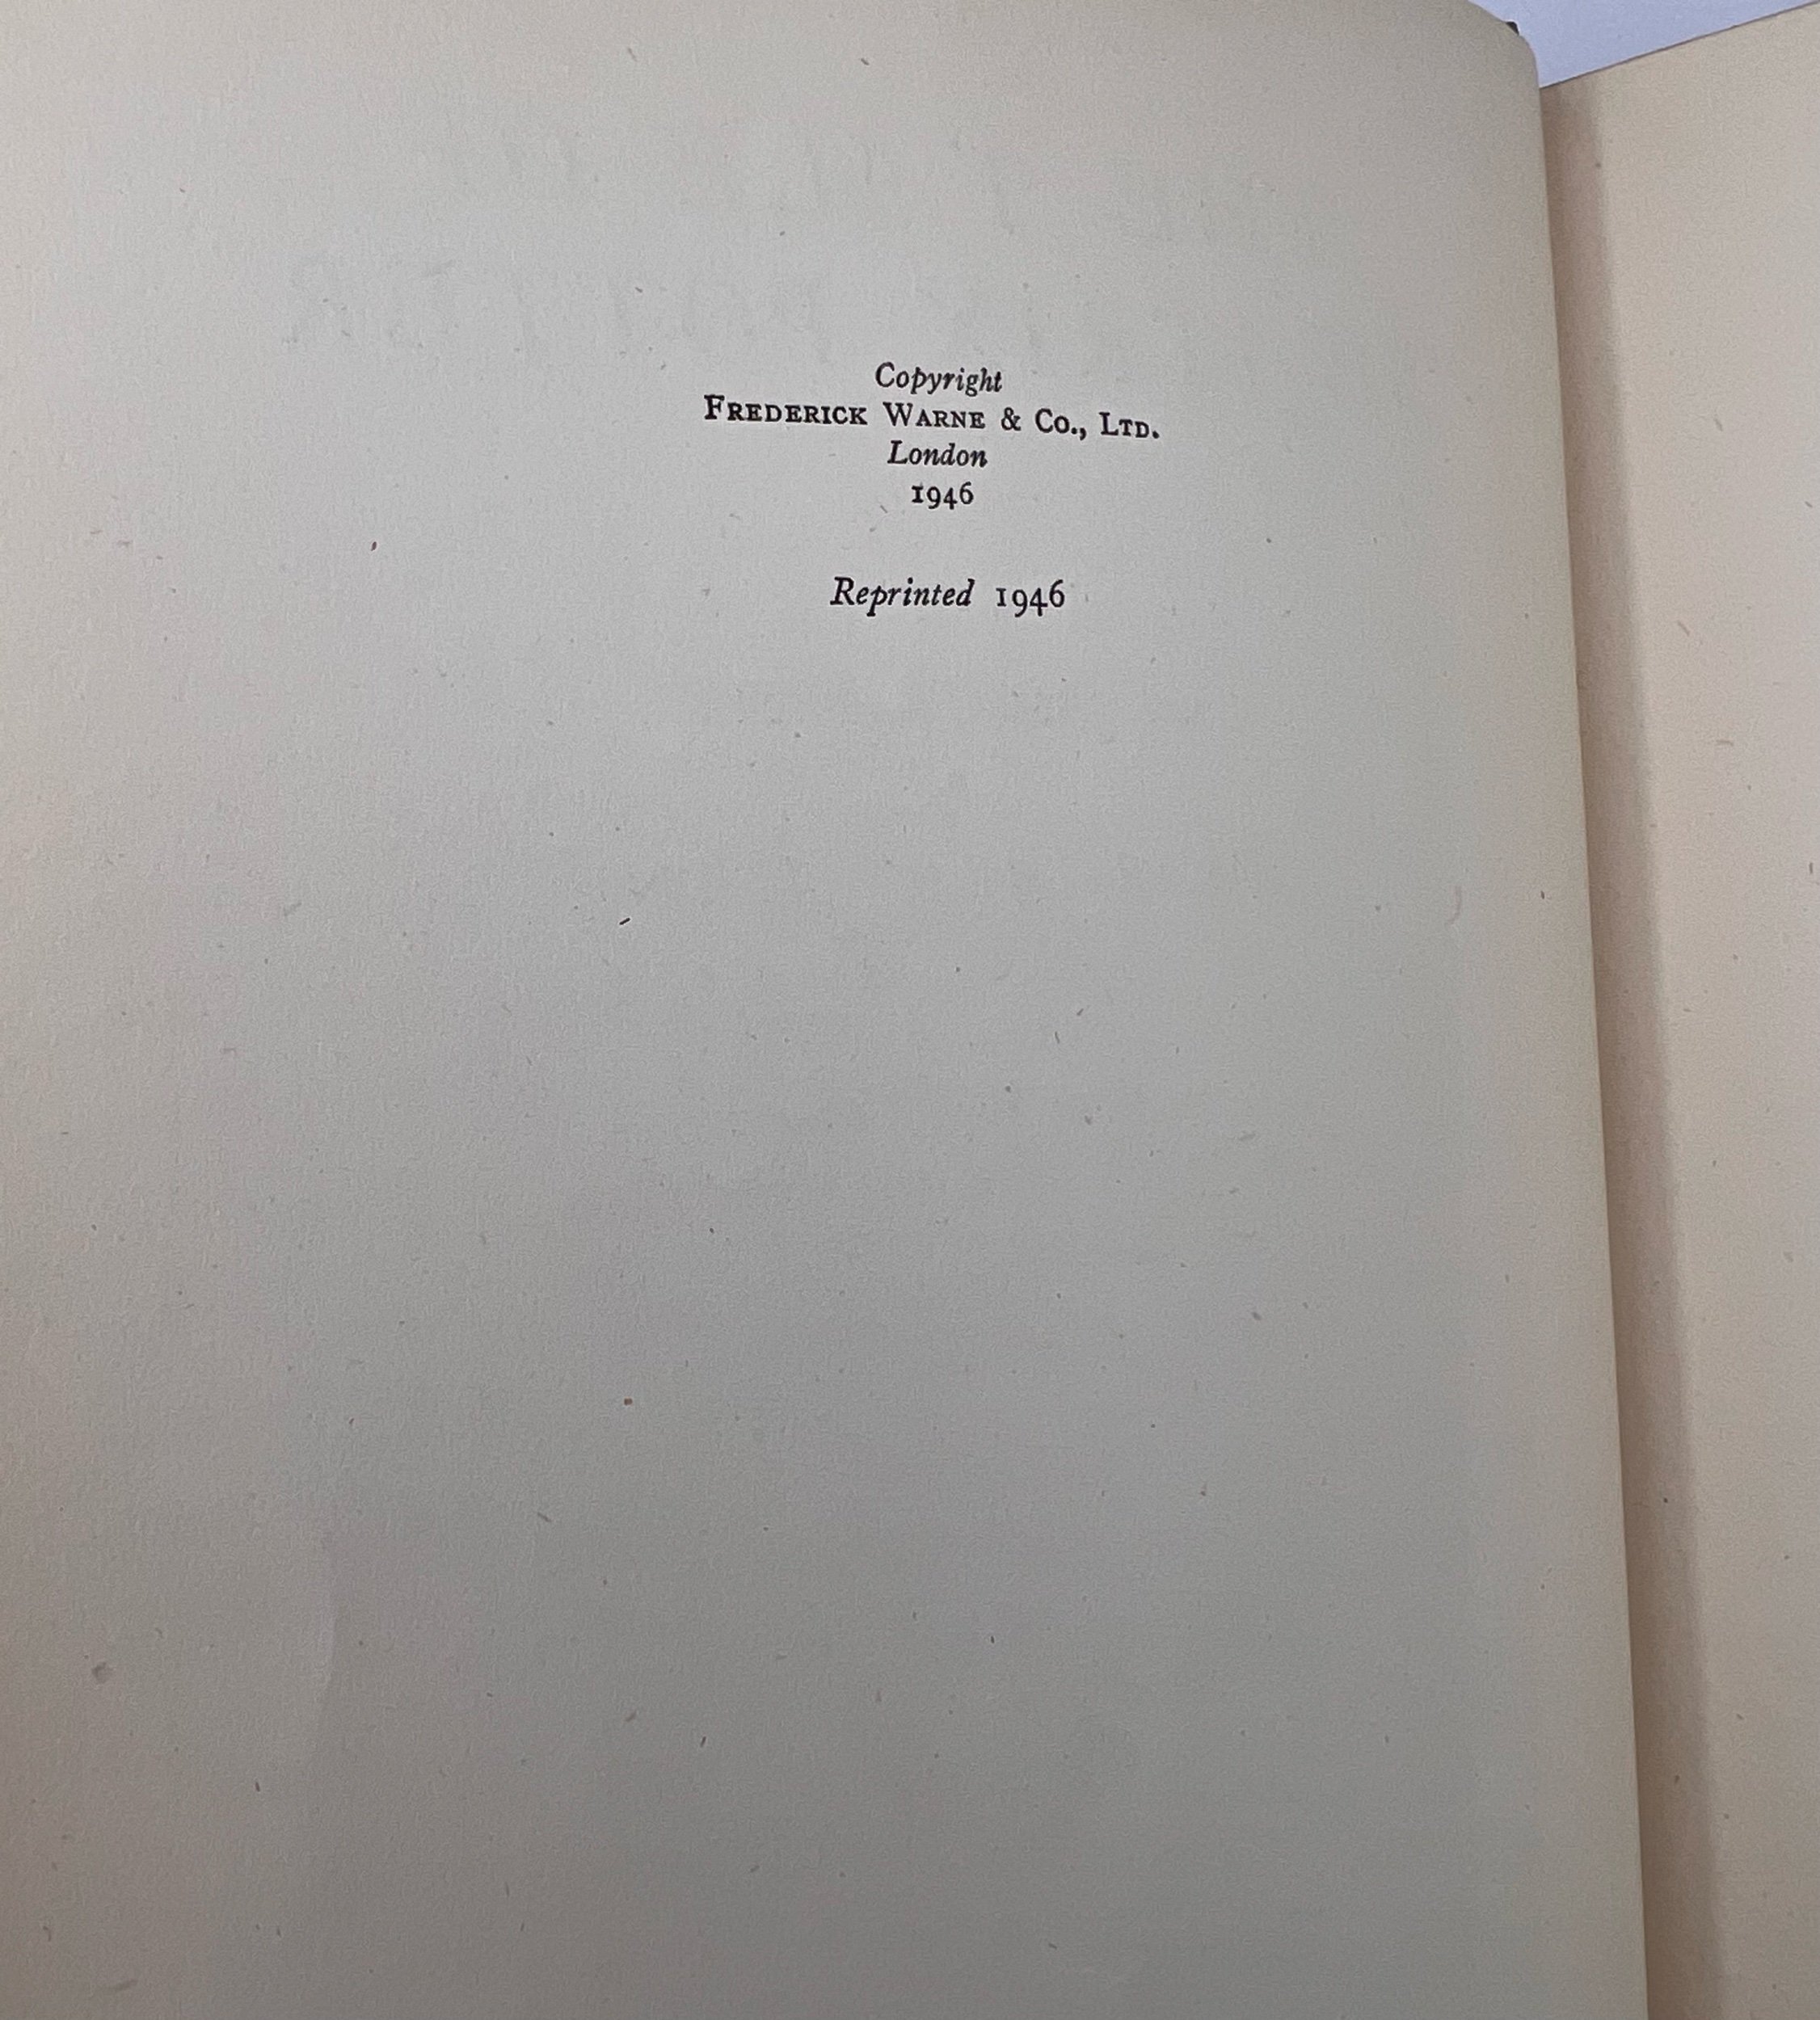 Copyright
FREDERICK WARNE & CO., LTD.
London
1946
Reprinted 1946